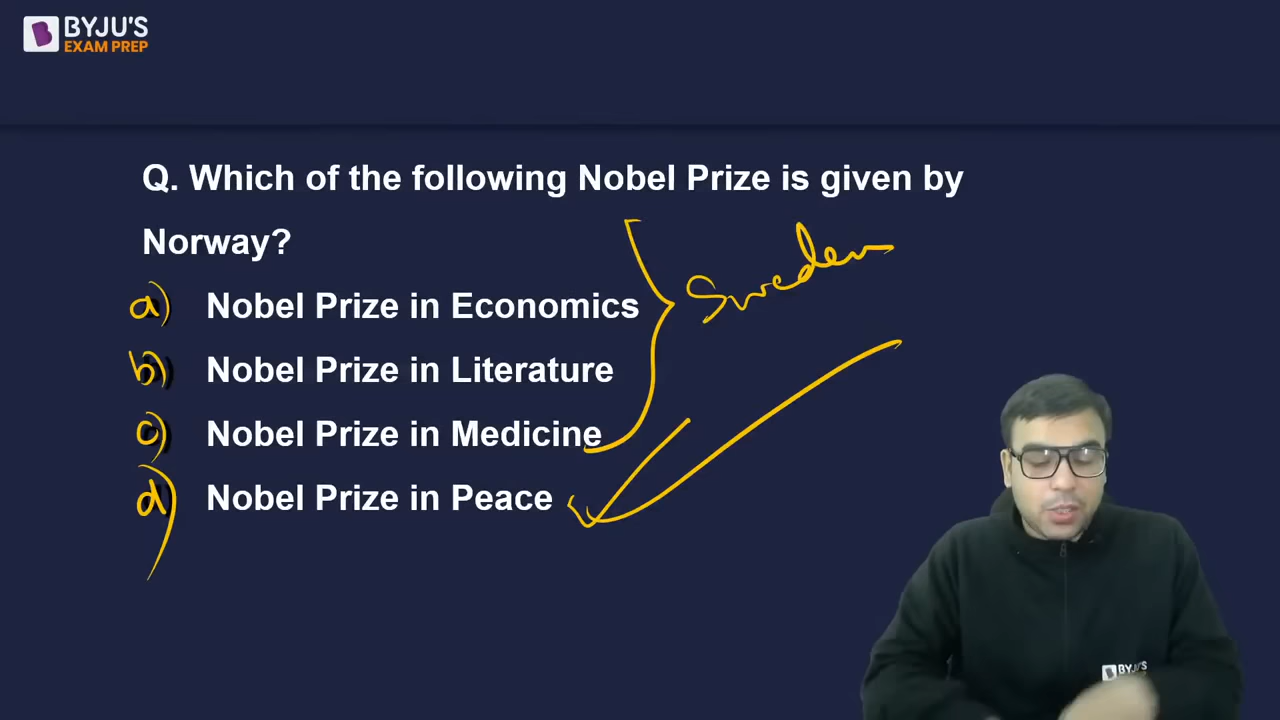 BYJU'S
EXAM PREP
Q. Which of the following Nobel Prize is given by
Norway?
a) Nobel Prize in Economics
b) Nobel Prize in Literature
c) Nobel Prize in Medicine
d) Nobel Prize in Peace
Sweden
BYJU'S